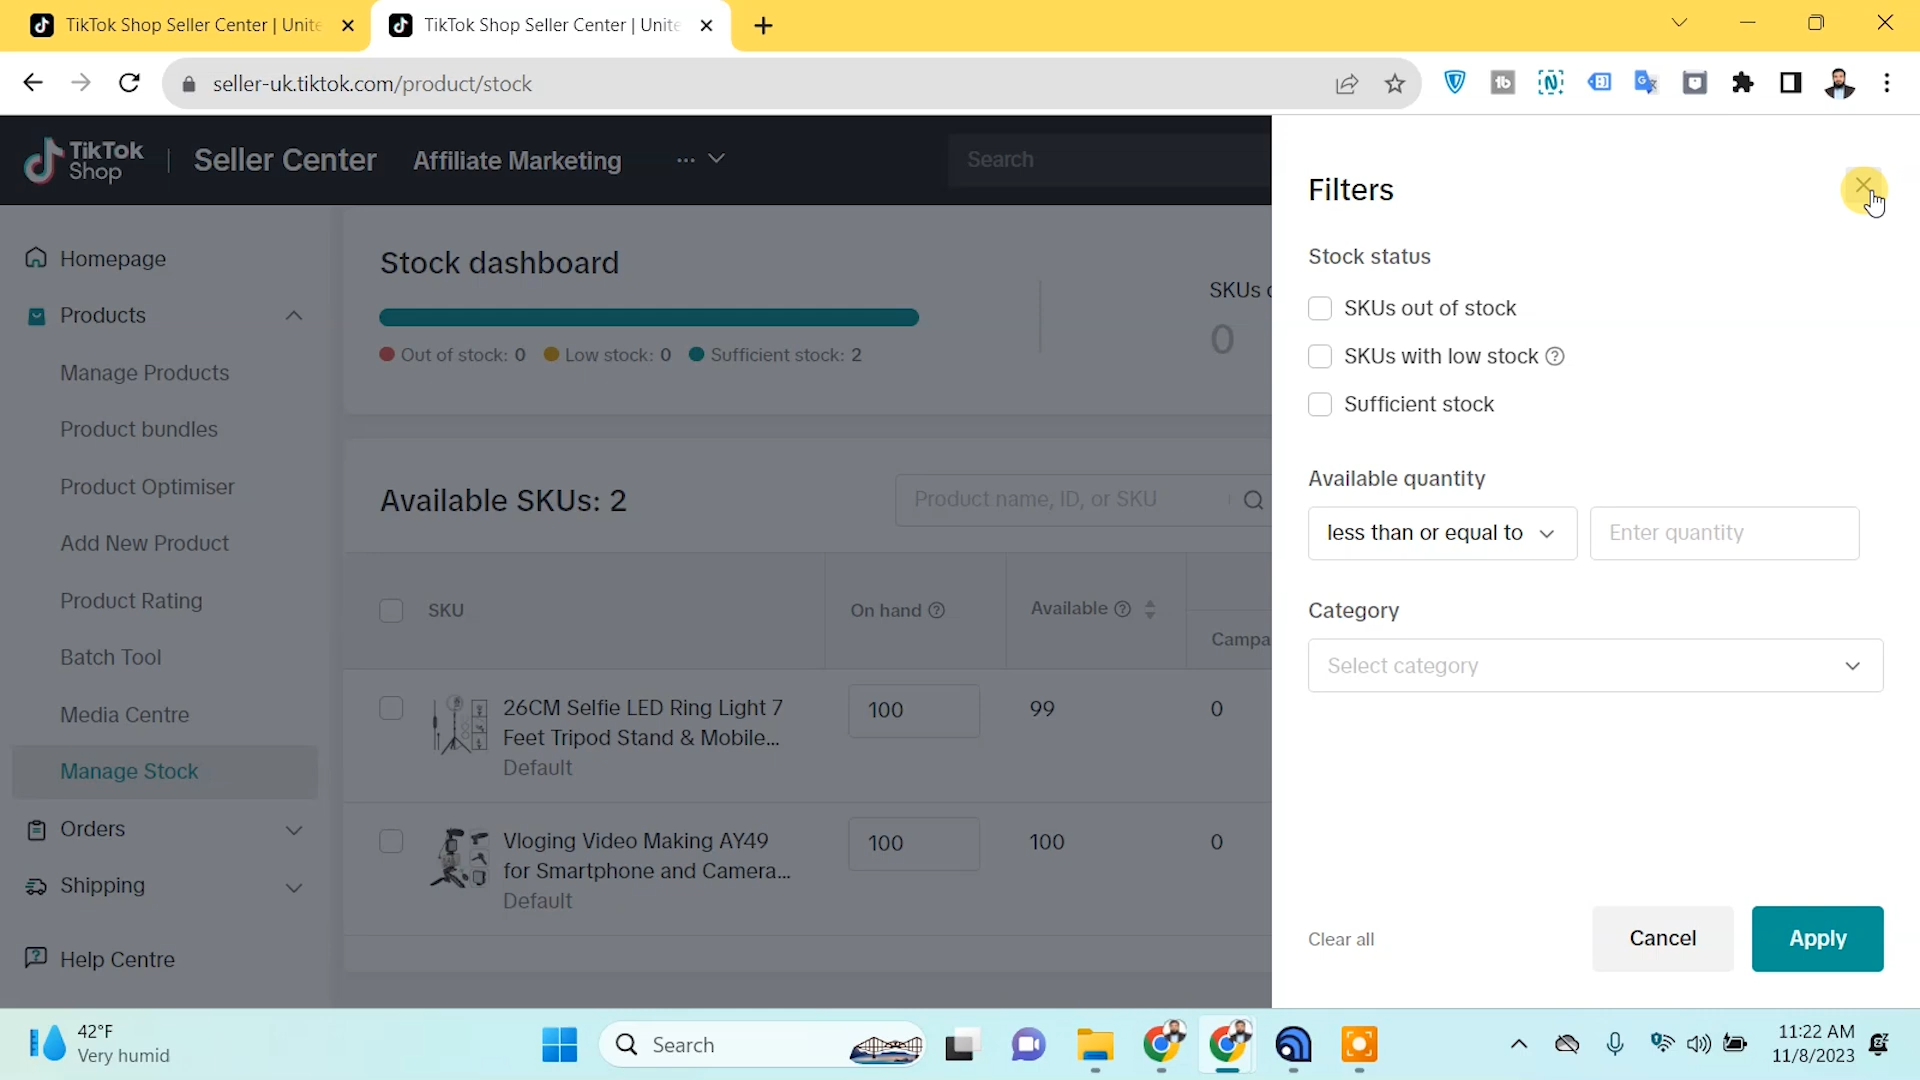 TikTok Shop Seller Center | Unite
TikTok Shop Seller Center | Unite
seller-uk.tiktok.com/product/stock
TikTok
Shop
Seller Center
Affiliate Marketing
Search
Homepage
Products
Manage Products
Product bundles
Product Optimiser
Add New Product
Product Rating
Batch Tool
Media Centre
Manage Stock
Orders
Shipping
Help Centre
Stock dashboard
Out of stock: 0 Low stock: 0 Sufficient stock: 2
SKUs
0
Available SKUs: 2
Product name, ID, or SKU
SKU
On hand
Available
Campa
26CM Selfie LED Ring Light 7
Feet Tripod Stand & Mobile...
Default
100
99
0
Vloging Video Making AY49
for Smartphone and Camera...
Default
100
100
0
Filters
Stock status
SKUs out of stock
SKUs with low stock
Sufficient stock
Available quantity
less than or equal to
Enter quantity
Category
Select category
Clear all
Cancel
Apply
42°F
Very humid
Search
11:22 AM
11/8/2023